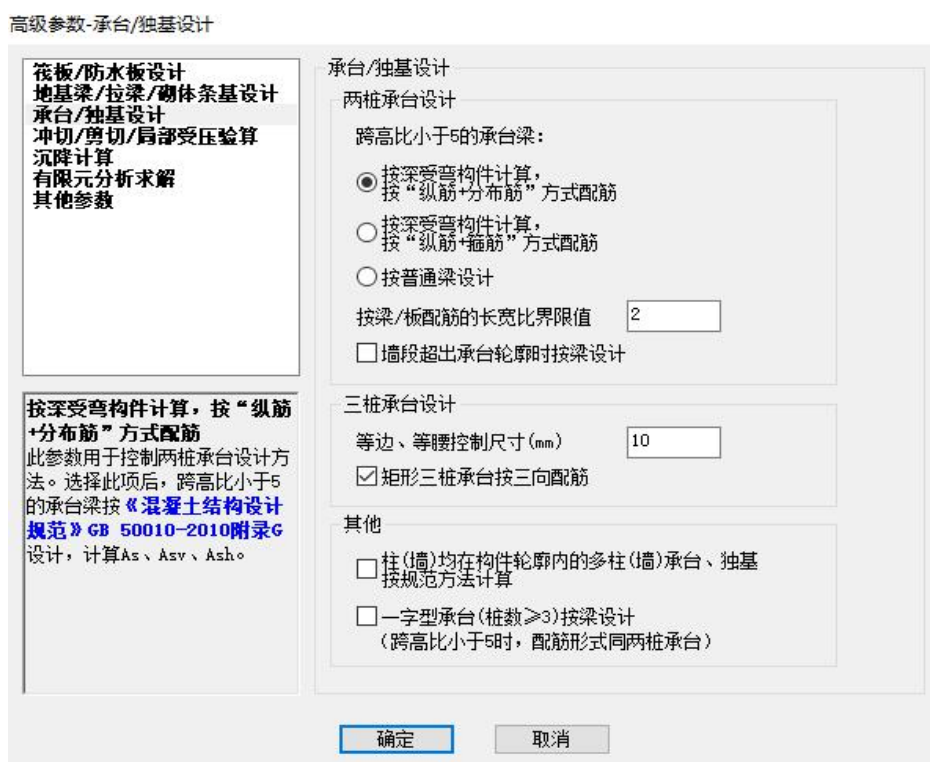 高级参数-承台/独基设计
筏板/防水板设计
地基梁/拉梁/砌体条基设计
承台/独基设计
冲切/剪切/局部受压验算
沉降计算
有限元分析求解
其他参数
按深受弯构件计算，按“纵筋
+分布筋”方式配筋
此参数用于控制两桩承台设计方
法。选择此项后，跨高比小于5
的承台梁按《混凝土结构设计
规范》GB 50010-2010附录G
设计，计算As、Asv、Ash。
承台/独基设计
两桩承台设计
跨高比小于5的承台梁：
按深受弯构件计算，
按“纵筋+分布筋”方式配筋
按深受弯构件计算，
按“纵筋+箍筋”方式配筋
按普通梁设计
按梁/板配筋的长宽比界限值 2
墙段超出承台轮廓时按梁设计
三桩承台设计
等边、等腰控制尺寸(mm) 10
矩形三桩承台按三向配筋
其他
柱(墙)均在构件轮廓内的多柱(墙)承台、独基
按规范方法计算
一字型承台(桩数≥3)按梁设计
(跨高比小于5时，配筋形式同两桩承台)
确定 取消